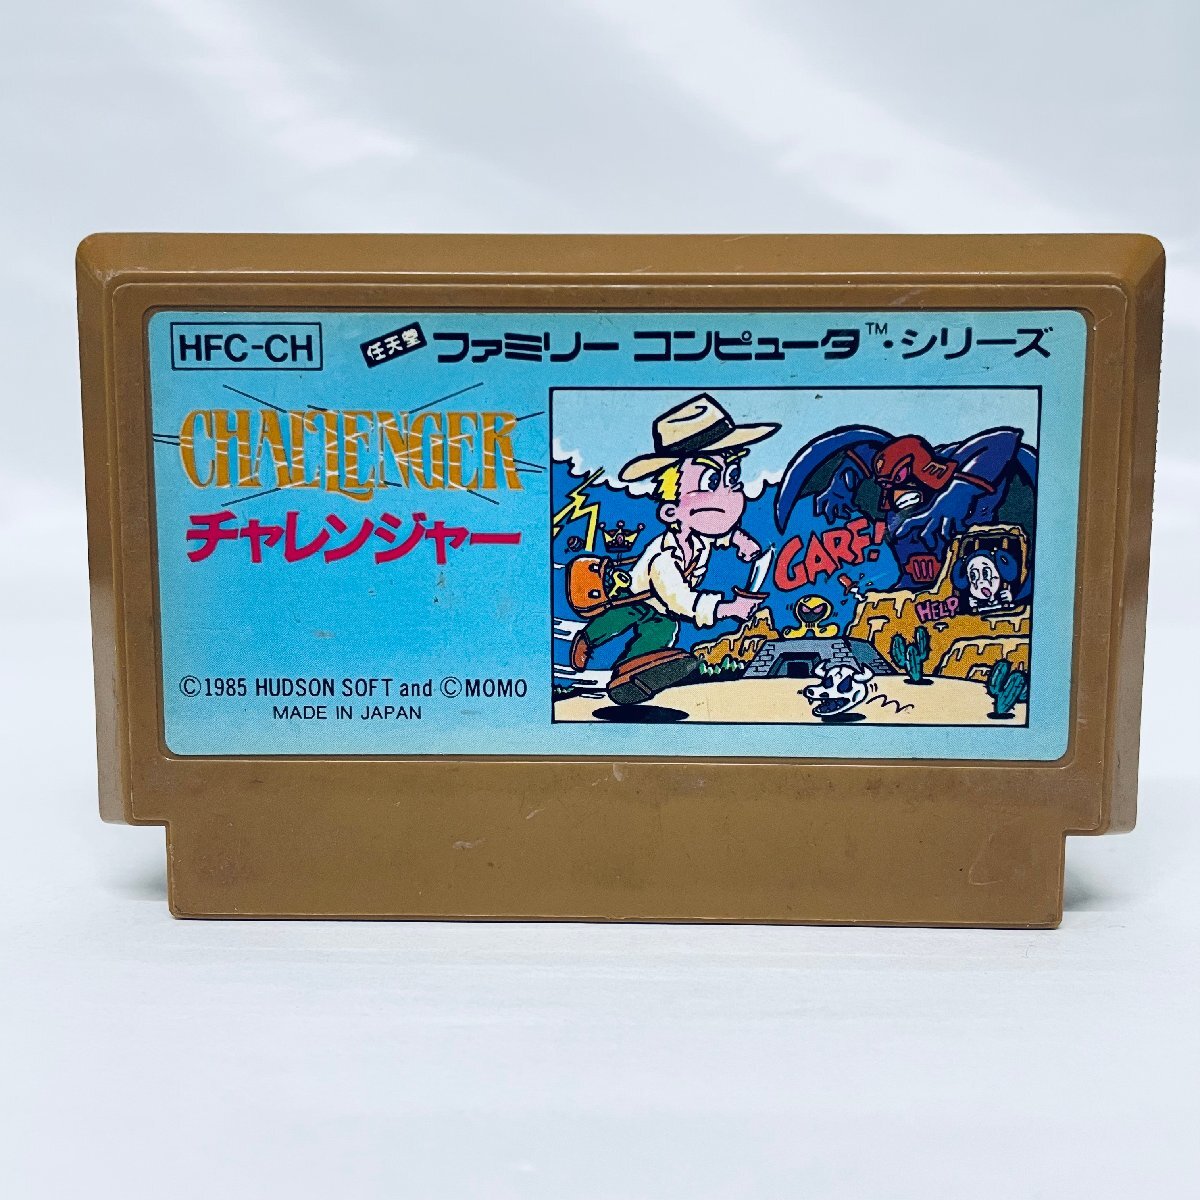 HFC-CH
任天堂 ファミリー コンピュータ™・シリーズ
CHALLENGER
チャレンジャー
GARF!
HELP
©1985 HUDSON SOFT and ©MOMO
MADE IN JAPAN